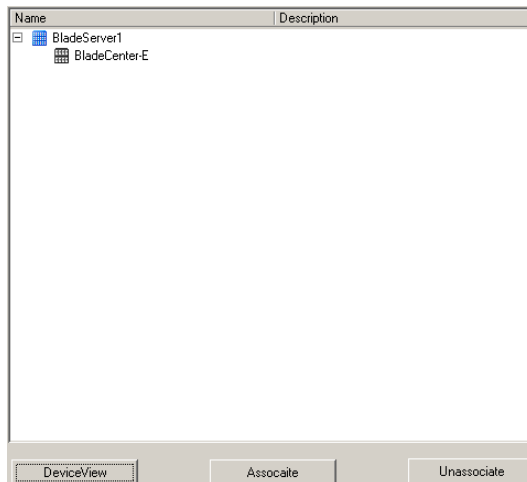 Name Description
BladeServer1
BladeCenter-E
DeviceView Assocaite Unassociate